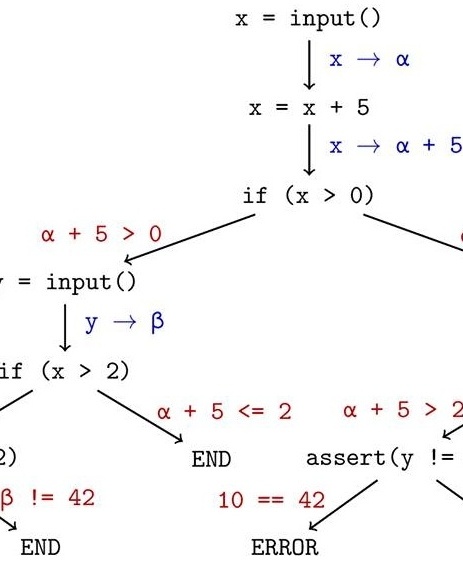 x = input()
x → α
x = x + 5
x → α + 5
if (x > 0)
α + 5 > 0
= input()
y → β
if (x > 2)
α + 5 <= 2
α + 5 > 2
2)
END
assert(y !=
β != 42
10 == 42
END
ERROR